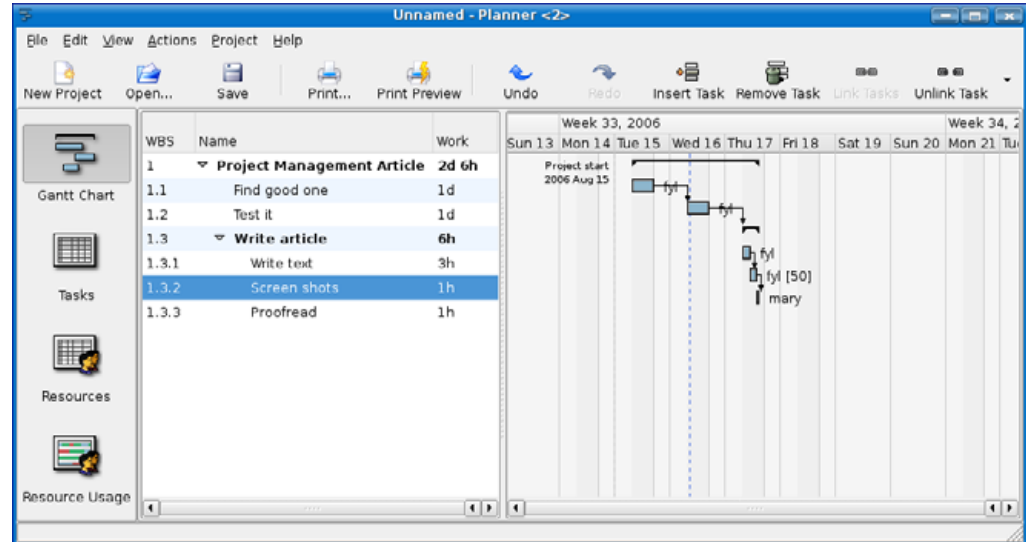 Unnamed - Planner <2>
File Edit View Actions Project Help
New Project Open... Save Print... Print Preview Undo Redo Insert Task Remove Task Link Tasks Unlink Task
Week 33, 2006 Week 34, 2
WBS Name Work Sun 13 Mon 14 Tue 15 Wed 16 Thu 17 Fri 18 Sat 19 Sun 20 Mon 21 Tu
1 Project Management Article 2d 6h Project start
2006 Aug 15
1.1 Find good one 1d fyl
1.2 Test it 1d fyl
1.3 Write article 6h
1.3.1 Write text 3h fyl
1.3.2 Screen shots 1h fyl [50]
1.3.3 Proofread 1h mary
Gantt Chart
Tasks
Resources
Resource Usage